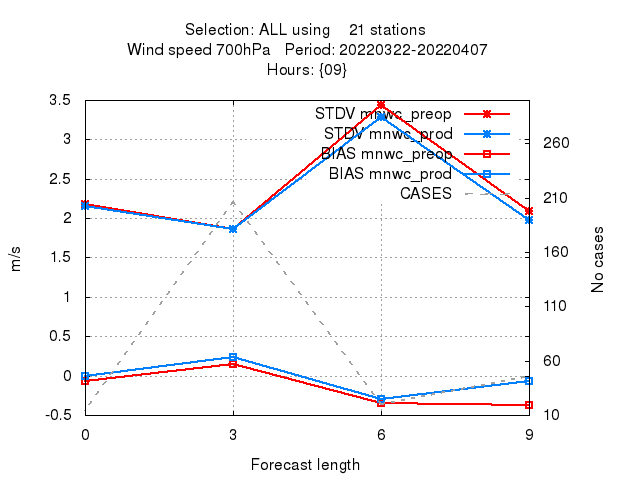 Selection: ALL using 21 stations
Wind speed 700hPa Period: 20220322-20220407
Hours: {09}
3.5
3
2.5
2
1.5
1
0.5
0
-0.5
m/s
STDV mnwc_preop
STDV mnwc_prod
BIAS mnwc_preop
BIAS mnwc_prod
CASES
260
210
160
110
60
10
No cases
0 3 6 9
Forecast length